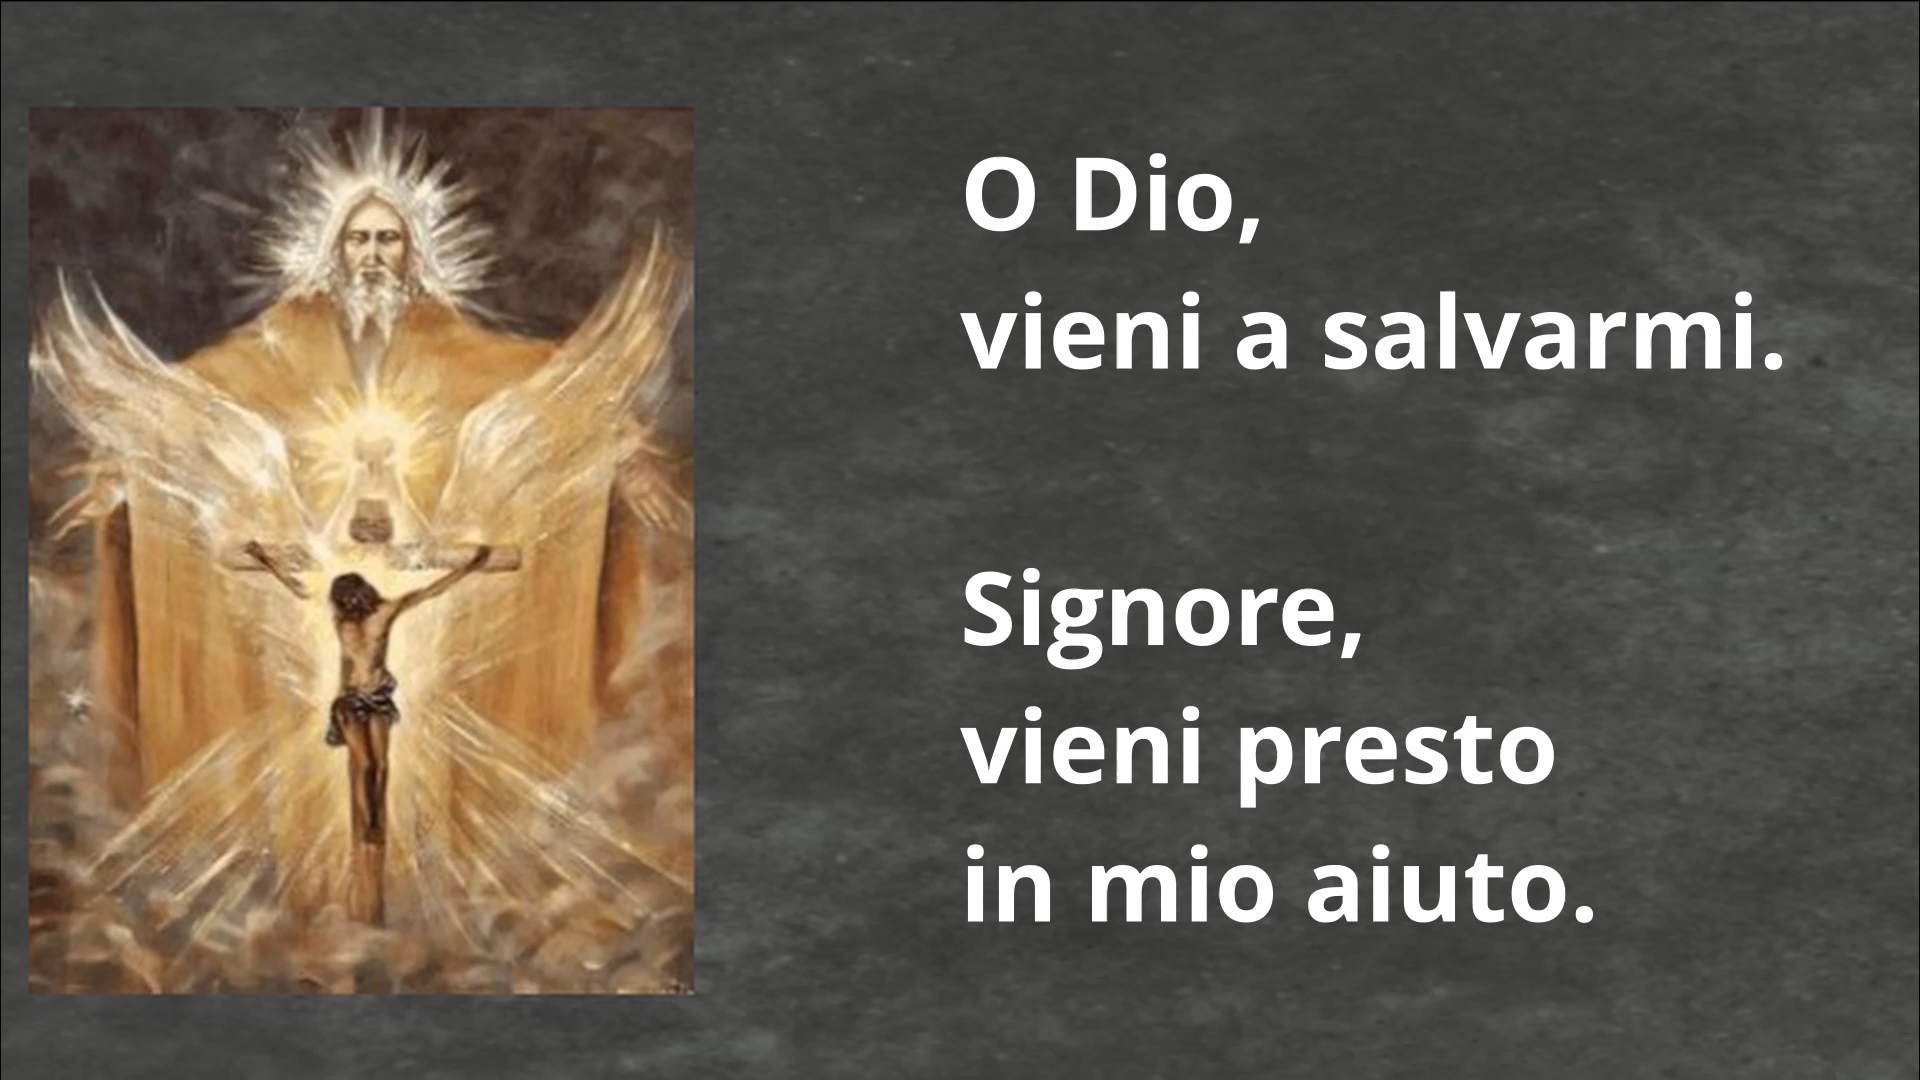 O Dio,
vieni a salvarmi.
Signore,
vieni presto
in mio aiuto.